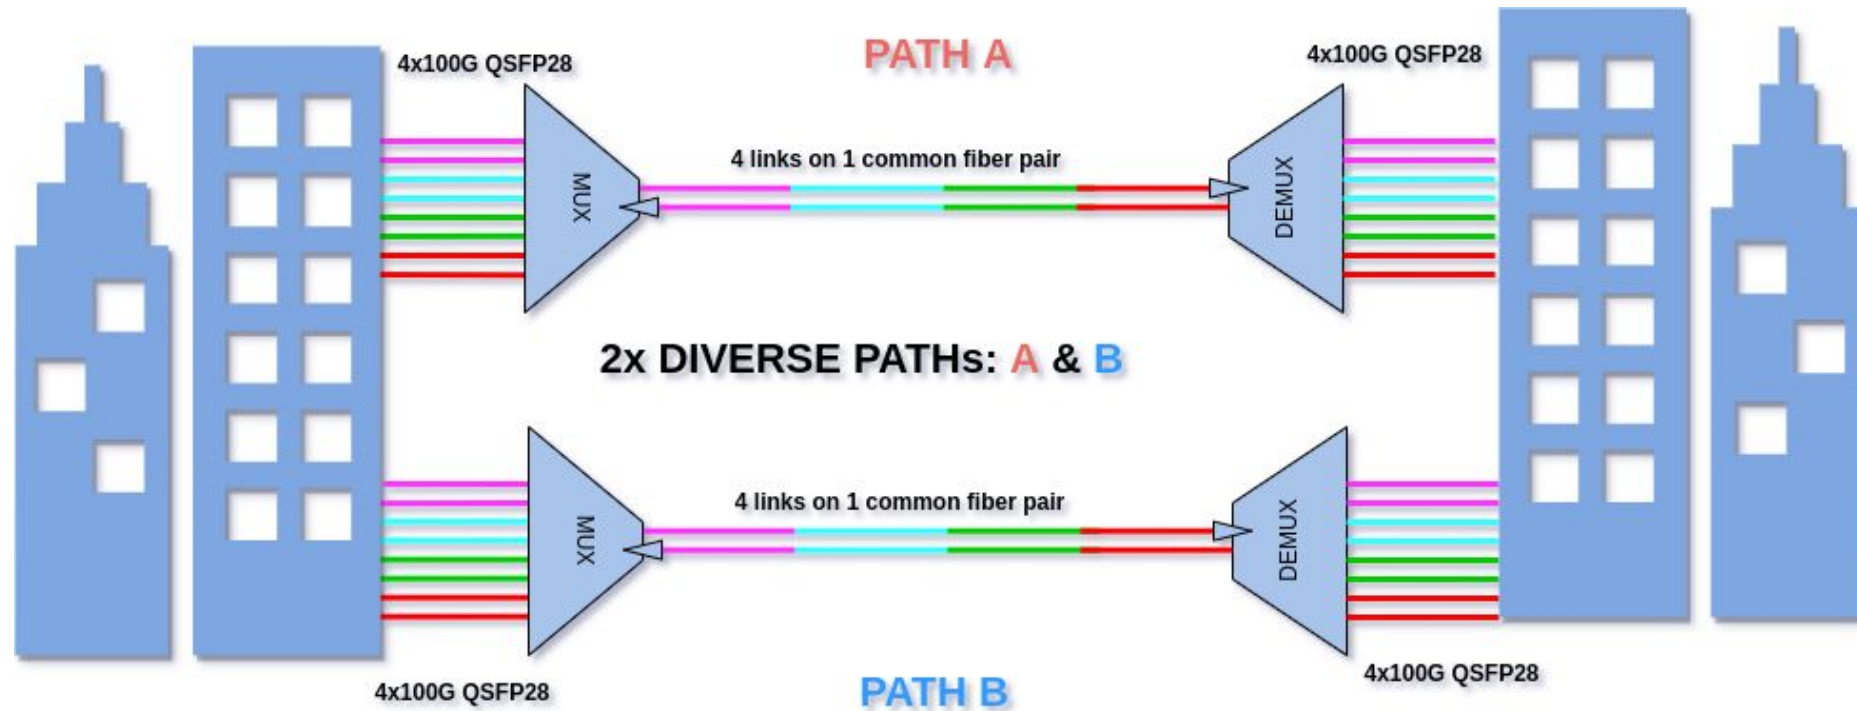 PATH A
4x100G QSFP28
4x100G QSFP28
4 links on 1 common fiber pair
MUX
DEMUX
2x DIVERSE PATHs: A & B
4 links on 1 common fiber pair
MUX
DEMUX
4x100G QSFP28
4x100G QSFP28
PATH B